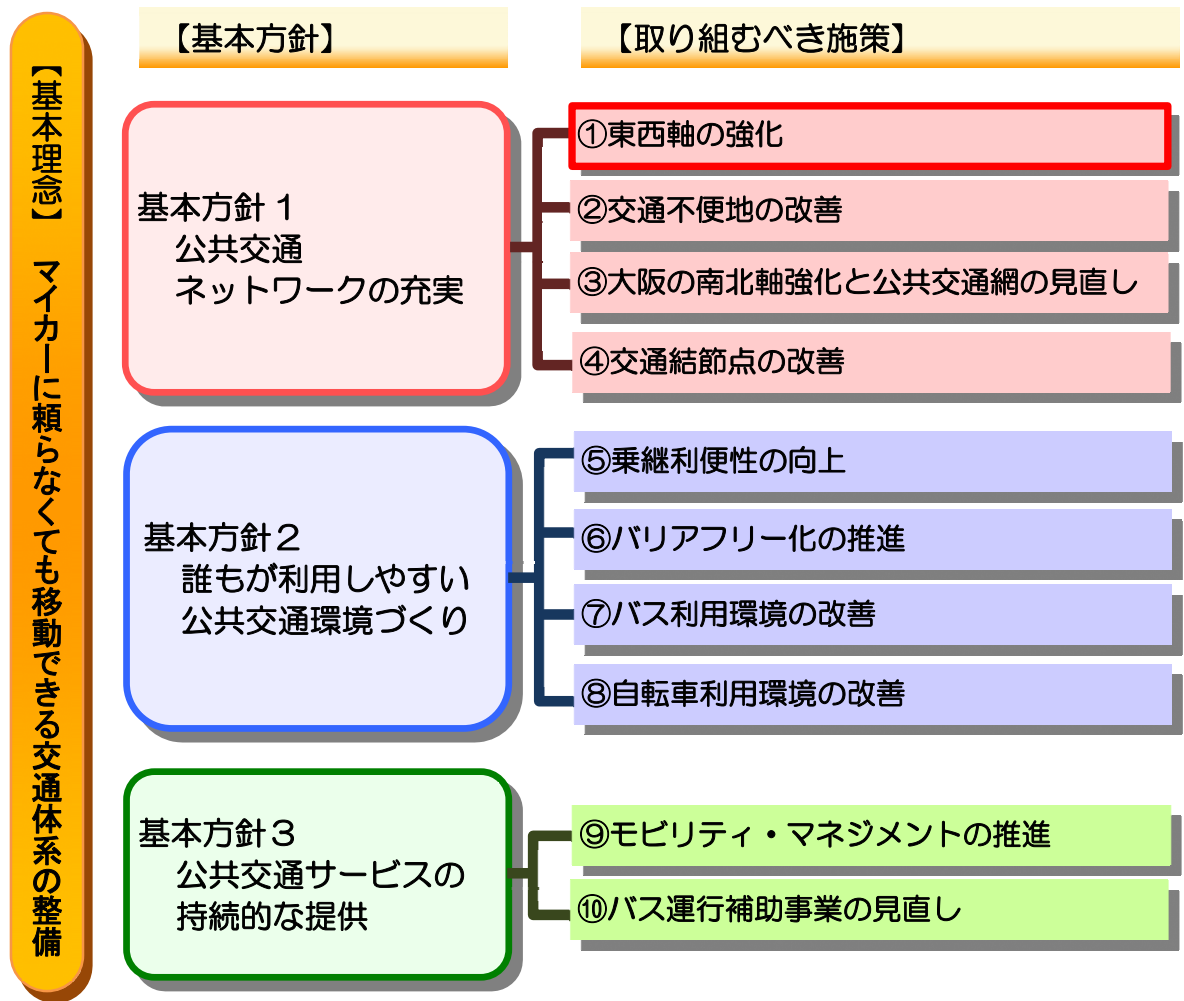 【基本理念】 マイカーに頼らなくても移動できる交通体系の整備
【基本方針】
【取り組むべき施策】
基本方針１
公共交通
ネットワークの充実
①東西軸の強化
②交通不便地の改善
③大阪の南北軸強化と公共交通網の見直し
④交通結節点の改善
基本方針２
誰もが利用しやすい
公共交通環境づくり
⑤乗継利便性の向上
⑥バリアフリー化の推進
⑦バス利用環境の改善
⑧自転車利用環境の改善
基本方針３
公共交通サービスの
持続的な提供
⑨モビリティ・マネジメントの推進
⑩バス運行補助事業の見直し